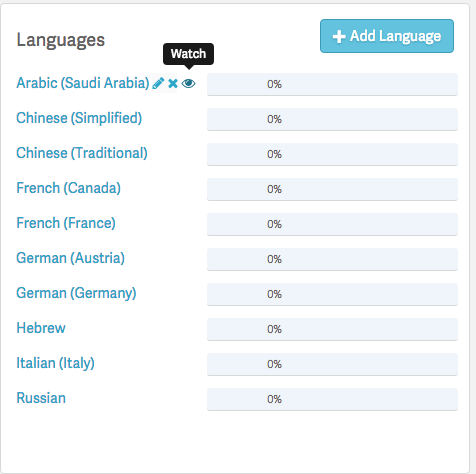 Languages
+ Add Language
Watch
Arabic (Saudi Arabia) 0%
Chinese (Simplified) 0%
Chinese (Traditional) 0%
French (Canada) 0%
French (France) 0%
German (Austria) 0%
German (Germany) 0%
Hebrew 0%
Italian (Italy) 0%
Russian 0%